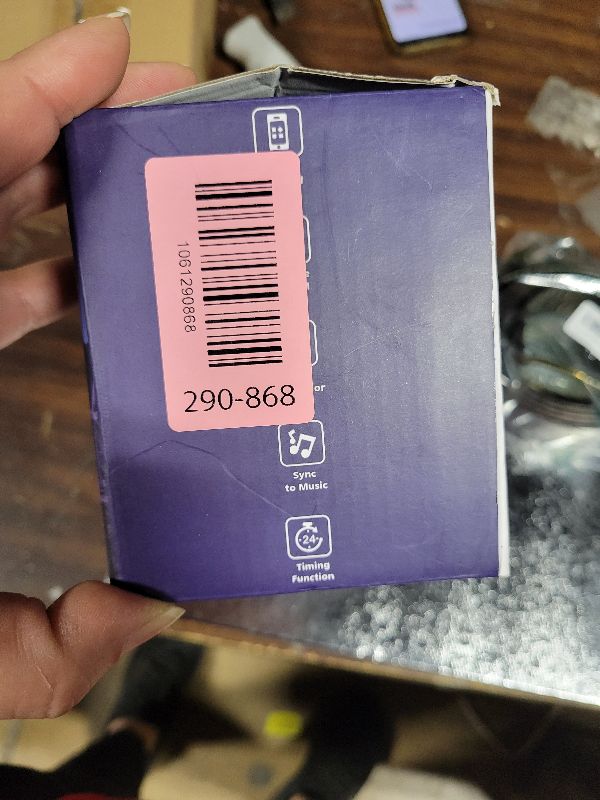 1061290868
290-868
or
Sync
to Music
24
Timing
Function